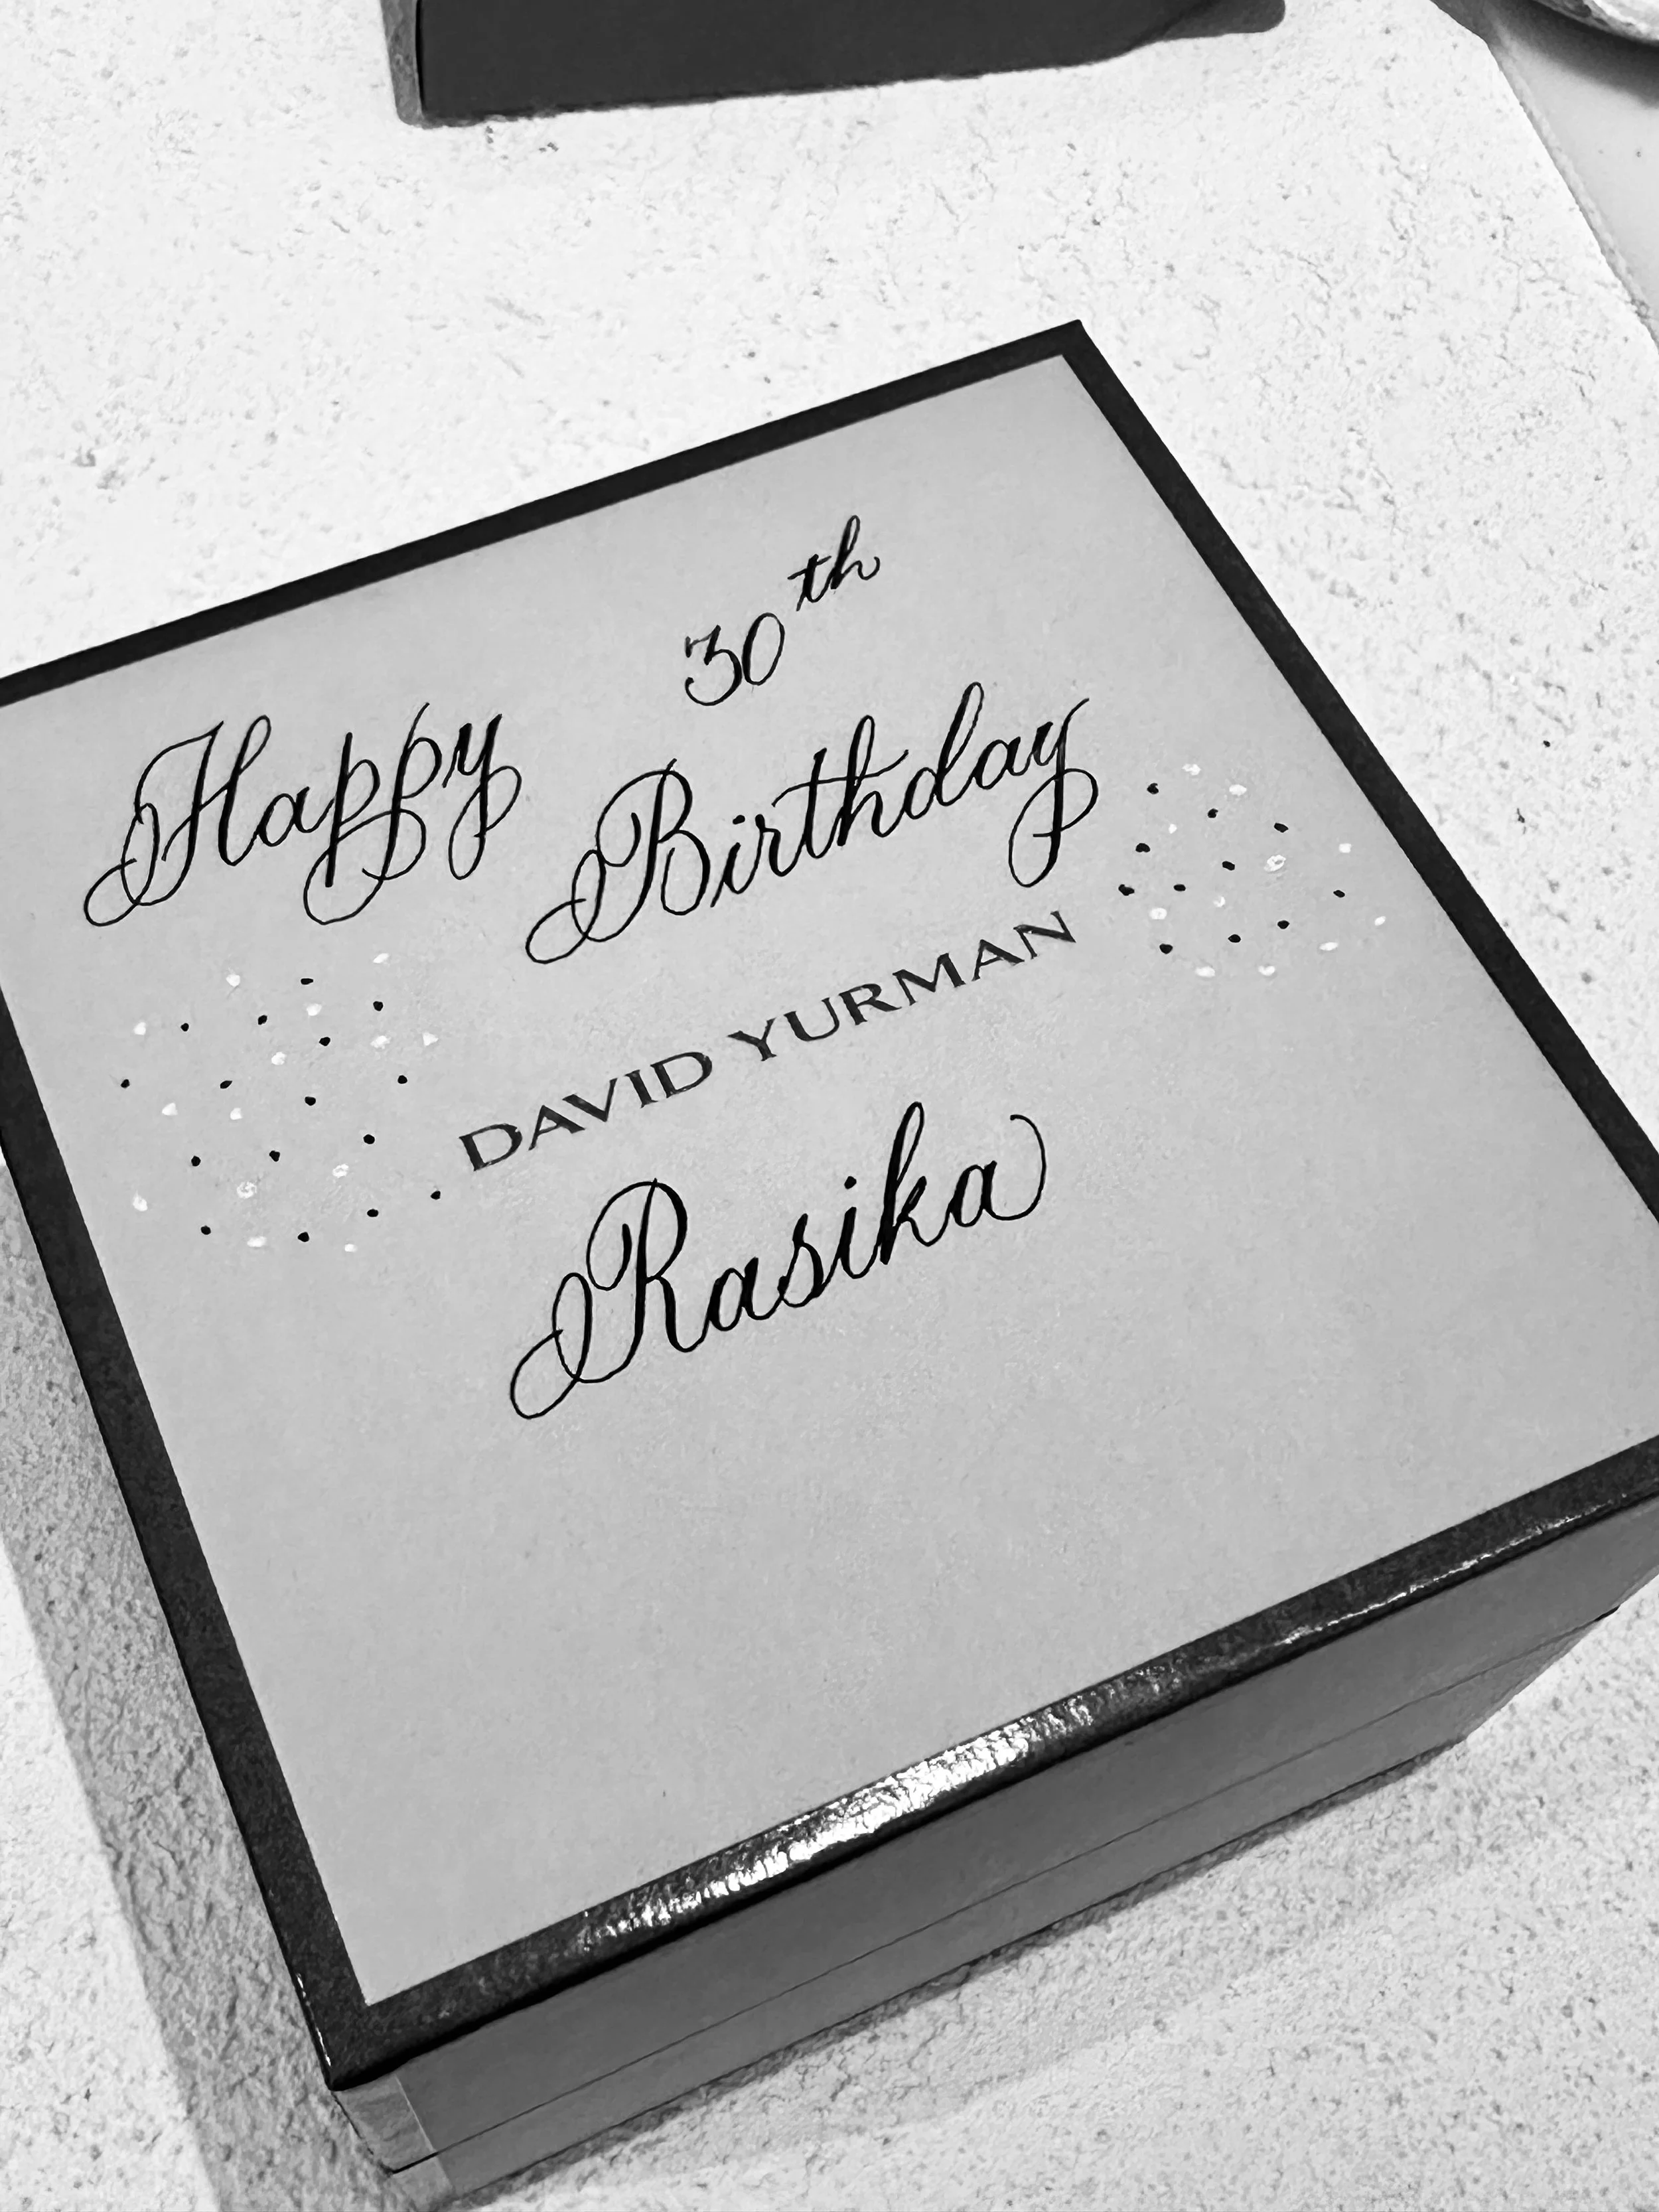 30th
Happy Birthday
DAVID YURMAN
Rasika